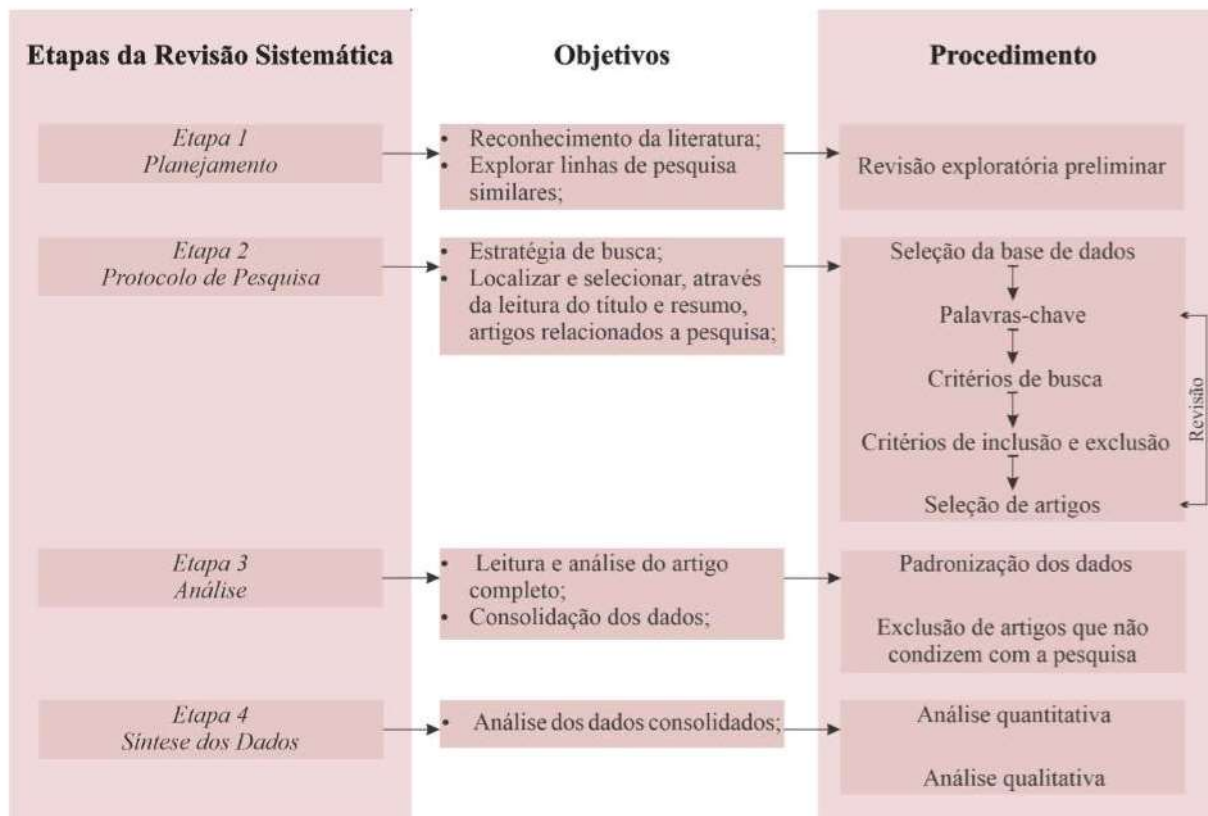 Etapas da Revisão Sistemática
Objetivos
Procedimento
Etapa 1
Planejamento
• Reconhecimento da literatura;
• Explorar linhas de pesquisa
similares;
Revisão exploratória preliminar
Etapa 2
Protocolo de Pesquisa
• Estratégia de busca;
• Localizar e selecionar, através
da leitura do título e resumo,
artigos relacionados a pesquisa;
Seleção da base de dados
Palavras-chave
Critérios de busca
Critérios de inclusão e exclusão
Seleção de artigos
Revisão
Etapa 3
Análise
• Leitura e análise do artigo
completo;
• Consolidação dos dados;
Padronização dos dados
Exclusão de artigos que não
condizem com a pesquisa
Etapa 4
Síntese dos Dados
• Análise dos dados consolidados;
Análise quantitativa
Análise qualitativa